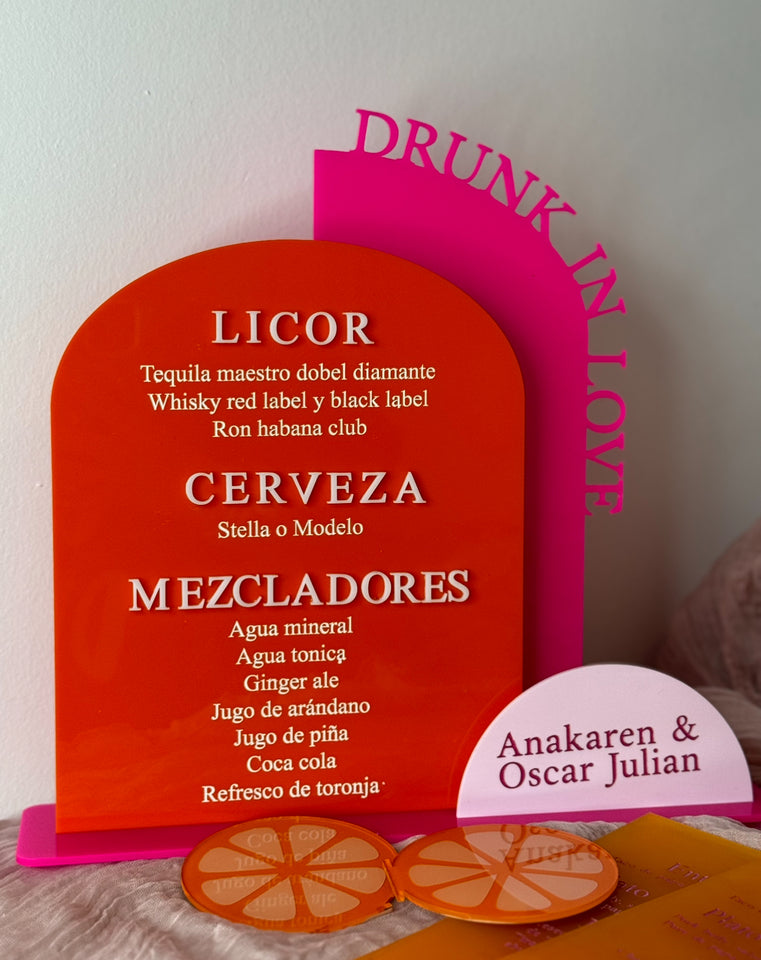 DRUNK IN LOVE
LICOR
Tequila maestro dobel diamante
Whisky red label y black label
Ron habana club
CERVEZA
Stella o Modelo
MEZCLADORES
Agua mineral
Agua tonica
Ginger ale
Jugo de arándano
Jugo de piña
Coca cola
Refresco de toronja
Anakaren &
Oscar Julian